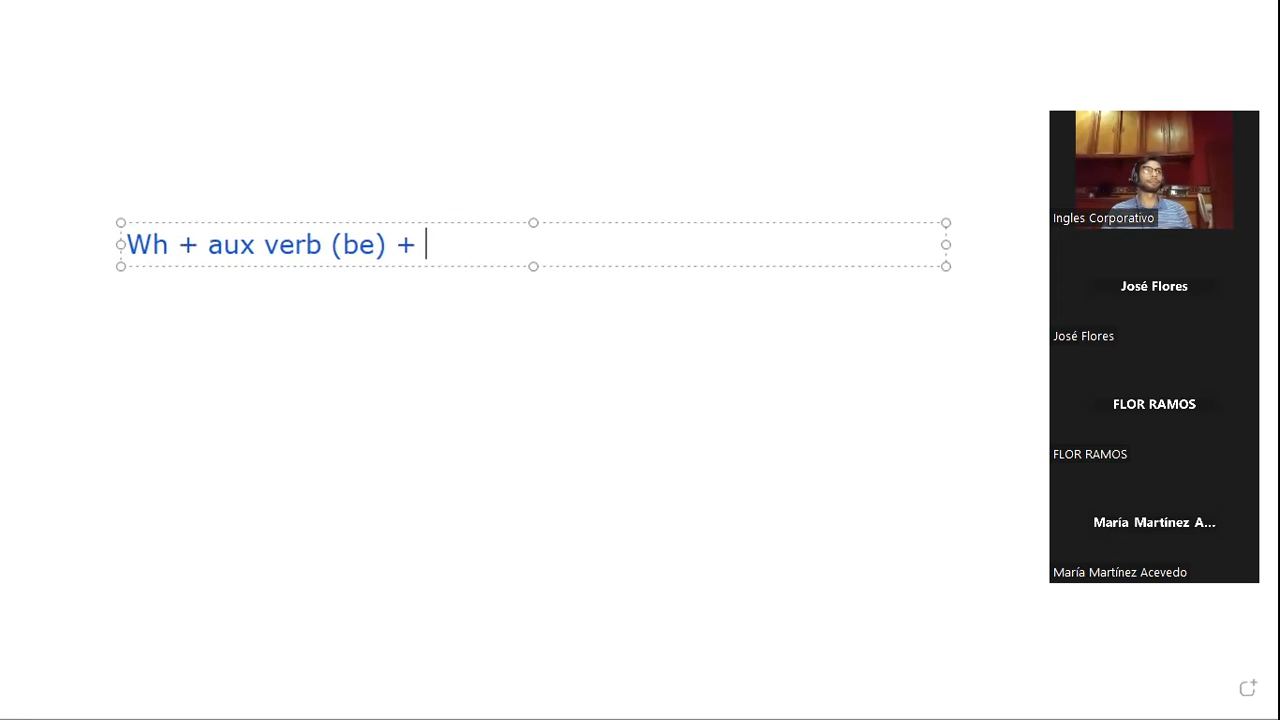 Wh + aux verb (be) +
Ingles Corporativo
José Flores
José Flores
FLOR RAMOS
FLOR RAMOS
María Martínez A...
María Martínez Acevedo